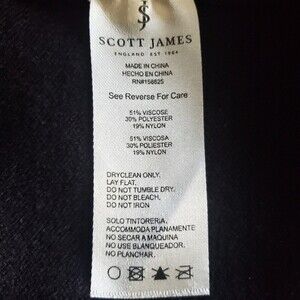 SJ
SCOTT JAMES
ENGLAND EST 1964
MADE IN CHINA
HECHO EN CHINA
RN#158625
See Reverse For Care
51% VISCOSE
30% POLYESTER
19% NYLON
51% VISCOSA
30% POLIESTER
19% NYLON
DRYCLEAN ONLY.
LAY FLAT.
DO NOT TUMBLE DRY.
DO NOT BLEACH.
DO NOT IRON
SOLO TINTORERIA.
ACCOMMODA PLANAMENTE
NO SECAR A MAQUINA
NO USE BLANQUEADOR.
NO PLANCHAR.